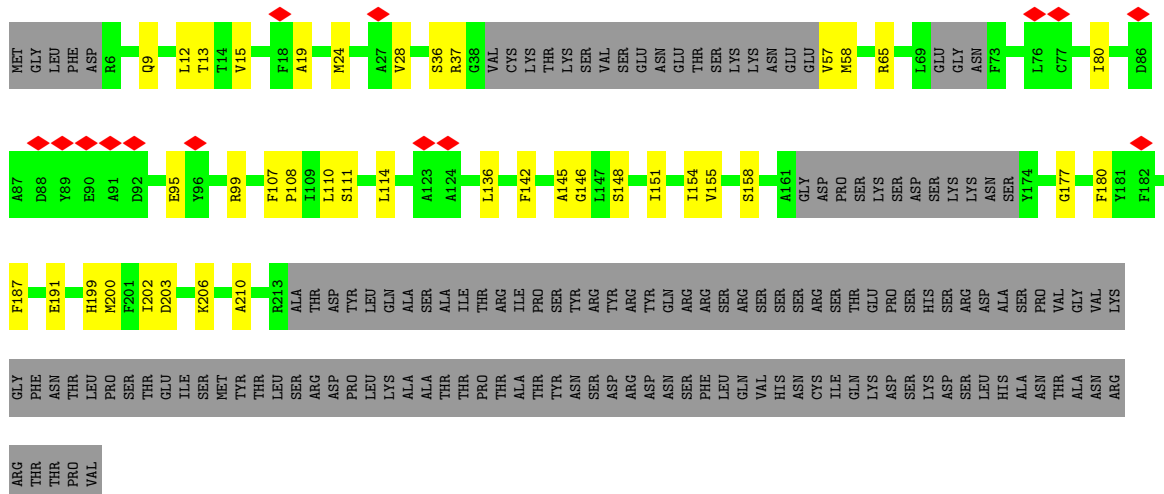 MET GLY LEU PHE ASP R6 Q9 L12 T13 T14 V15 F18 A19 M24 A27 V28 S36 R37 G38 VAL CYS LYS THR LYS SER VAL SER GLU ASN GLU THR SER LYS LYS ASN GLU GLU V57 M58 R65 L69 GLU GLY ASN F73 L76 C77 I80 D86
A87 D88 Y89 E90 A91 D92 E95 Y96 R99 F107 P108 I109 L110 S111 L114 A123 A124 L136 F142 A145 G146 L147 S148 I151 I154 V155 S158 A161 GLY ASP PRO SER LYS SER ASP SER LYS LYS ASN SER Y174 G177 F180 Y181 F182
F187 E191 H199 M200 F201 I202 D203 K206 A210 R213 ALA THR ASP TYR LEU GLN ALA SER ALA ILE THR ARG ILE PRO SER TYR ARG TYR ARG TYR GLN ARG ARG SER ARG SER SER SER ARG SER THR GLU PRO SER HIS SER ARG ASP ALA SER PRO VAL GLY VAL LYS
GLY PHE ASN THR LEU PRO SER THR GLU ILE SER MET TYR THR LEU SER ARG ASP PRO LEU LYS ALA ALA THR THR PRO THR ALA THR TYR ASN SER ASP ARG ASP ASN SER PHE LEU GLN VAL HIS ASN CYS ILE GLN LYS ASP SER LYS ASP SER LEU HIS ALA ASN THR ALA ASN ARG
ARG THR THR PRO VAL